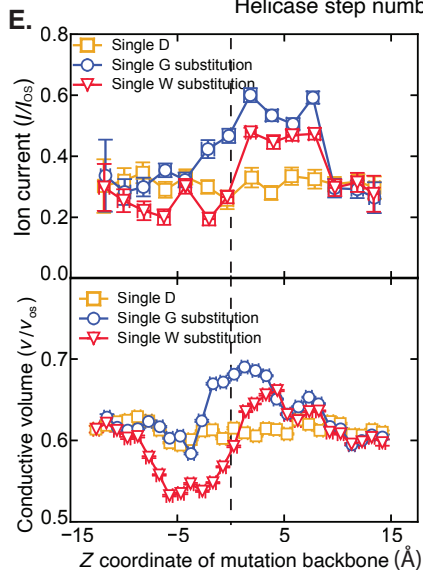 Helicase step numb
E.
Ion current (I/Ios)
0.8
0.6
0.4
0.2
0.0
Single D
Single G substitution
Single W substitution
Conductive volume (v/vos)
0.7
0.6
0.5
Single D
Single G substitution
Single W substitution
−15
−5
5
15
Z coordinate of mutation backbone (Å)